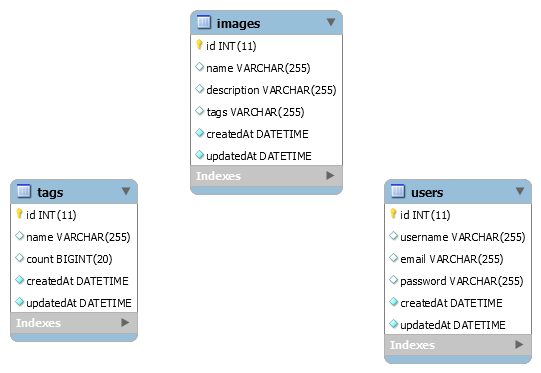 images
id INT(11)
name VARCHAR(255)
description VARCHAR(255)
tags VARCHAR(255)
createdAt DATETIME
updatedAt DATETIME
Indexes
tags
id INT(11)
name VARCHAR(255)
count BIGINT(20)
createdAt DATETIME
updatedAt DATETIME
Indexes
users
id INT(11)
username VARCHAR(255)
email VARCHAR(255)
password VARCHAR(255)
createdAt DATETIME
updatedAt DATETIME
Indexes